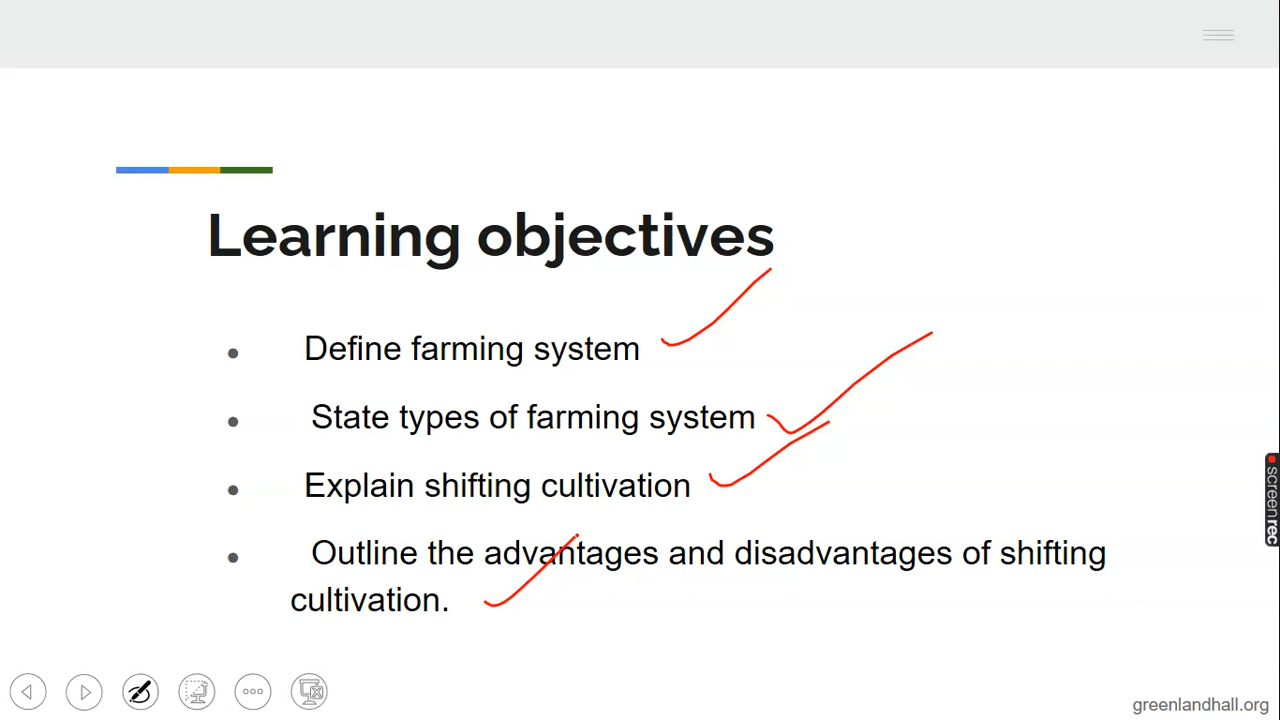 Learning objectives
● Define farming system
● State types of farming system
● Explain shifting cultivation
● Outline the advantages and disadvantages of shifting
cultivation.
screenrec
greenlandhall.org